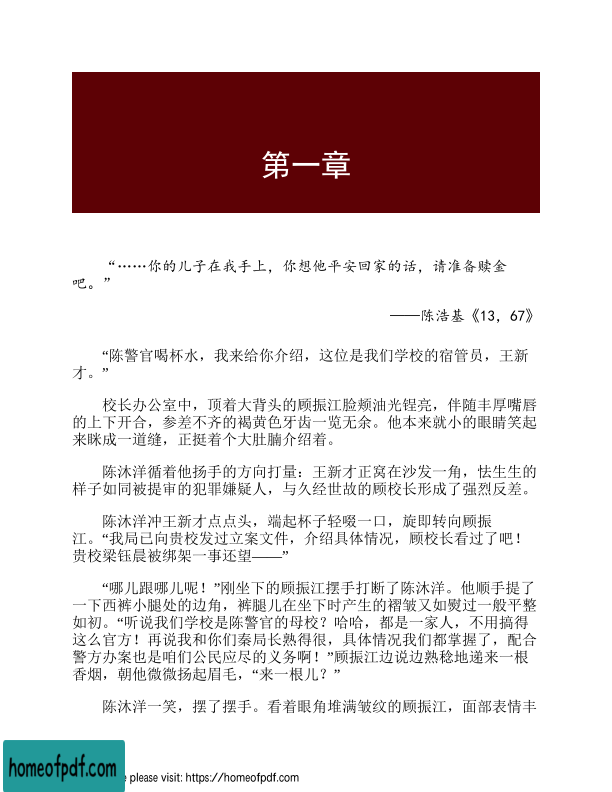 第一章
“……你的儿子在我手上，你想他平安回家的话，请准备赎金
吧。”
——陈浩基《13，67》
“陈警官喝杯水，我来给你介绍，这位是我们学校的宿管员，王新
才。”
校长办公室中，顶着大背头的顾振江脸颊油光锃亮，伴随丰厚嘴唇
的上下开合，参差不齐的褐黄色牙齿一览无余。他本来就小的眼睛笑起
来眯成一道缝，正挺着个大肚腩介绍着。
陈沐洋循着他扬手的方向打量：王新才正窝在沙发一角，怯生生的
样子如同被提审的犯罪嫌疑人，与久经世故的顾校长形成了强烈反差。
陈沐洋冲王新才点点头，端起杯子轻啜一口，旋即转向顾振
江。“我局已向贵校发过立案文件，介绍具体情况，顾校长看过了吧！
贵校梁钰晨被绑架一事还望——”
“哪儿跟哪儿呢！”刚坐下的顾振江摆手打断了陈沐洋。他顺手提了
一下西裤小腿处的边角，裤腿儿在坐下时产生的褶皱又如熨过一般平整
如初。“听说我们学校是陈警官的母校？哈哈，都是一家人，不用搞得
这么官方！再说我和你们秦局长熟得很，具体情况我们都掌握了，配合
警方办案也是咱们公民应尽的义务啊！”顾振江边说边熟稔地递来一根
香烟，朝他微微扬起眉毛，“来一根儿？”
陈沐洋一笑，摆了摆手。看着眼角堆满皱纹的顾振江，面部表情丰
homeofpdf.com
please visit: https://homeofpdf.com